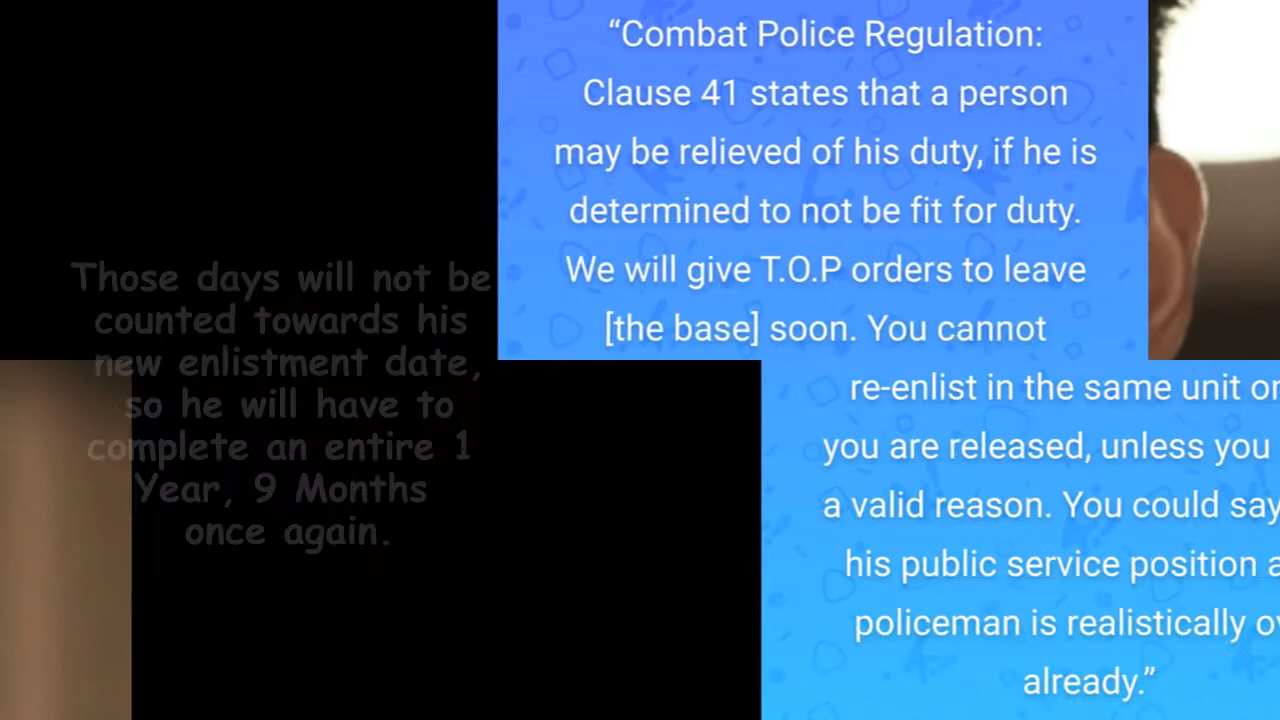 “Combat Police Regulation:
Clause 41 states that a person
may be relieved of his duty, if he is
determined to not be fit for duty.
We will give T.O.P orders to leave
[the base] soon. You cannot
re-enlist in the same unit
you are released, unless you
a valid reason. You could say
his public service position
policeman is realistically
already.”
Those days will not be
counted towards his
new enlistment date,
so he will have to
complete an entire 1
Year, 9 Months
once again.